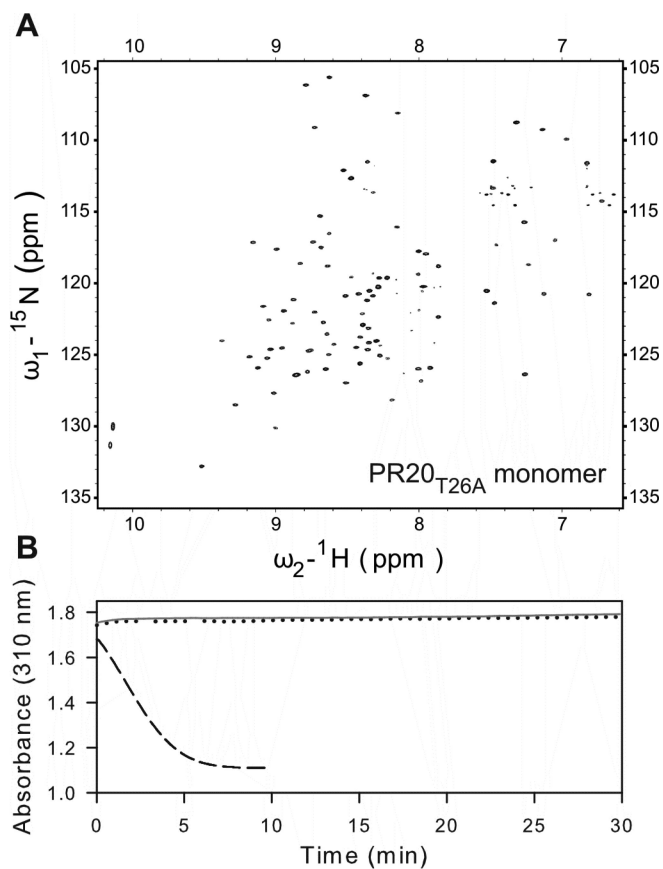 A
10 9 8 7
105 105
110 110
115 115
120 120
125 125
130 130
135 135
ω₁-¹⁵N (ppm)
PR20T26A monomer
10 9 8 7
ω₂-¹H (ppm)
B
Absorbance (310 nm)
1.8
1.6
1.4
1.2
1.0
0 5 10 15 20 25 30
Time (min)